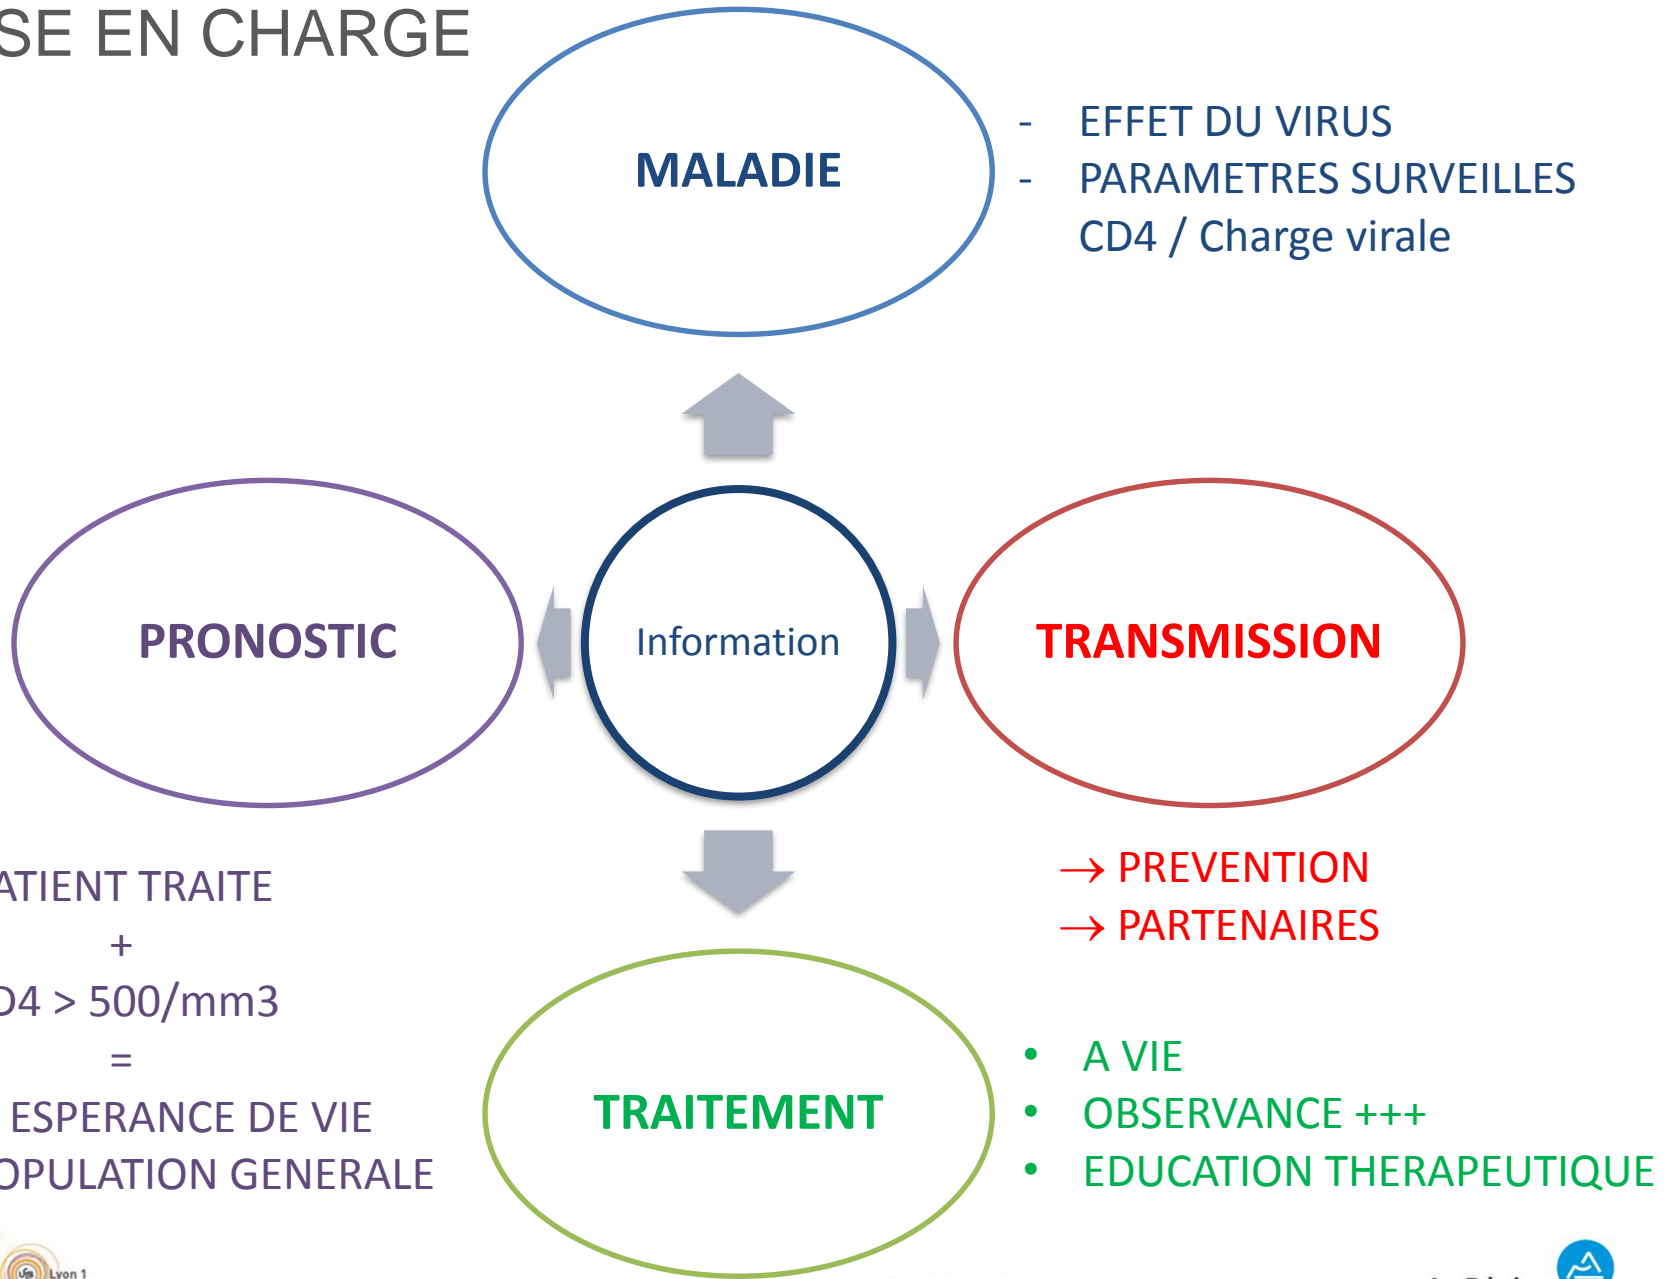 SE EN CHARGE
MALADIE
- EFFET DU VIRUS
- PARAMETRES SURVEILLES
CD4 / Charge virale
PRONOSTIC
Information
TRANSMISSION
ATIENT TRAITE
+
D4 > 500/mm3
=
ESPERANCE DE VIE
OPULATION GENERALE
→ PREVENTION
→ PARTENAIRES
TRAITEMENT
• A VIE
• OBSERVANCE +++
• EDUCATION THERAPEUTIQUE
Lyon 1